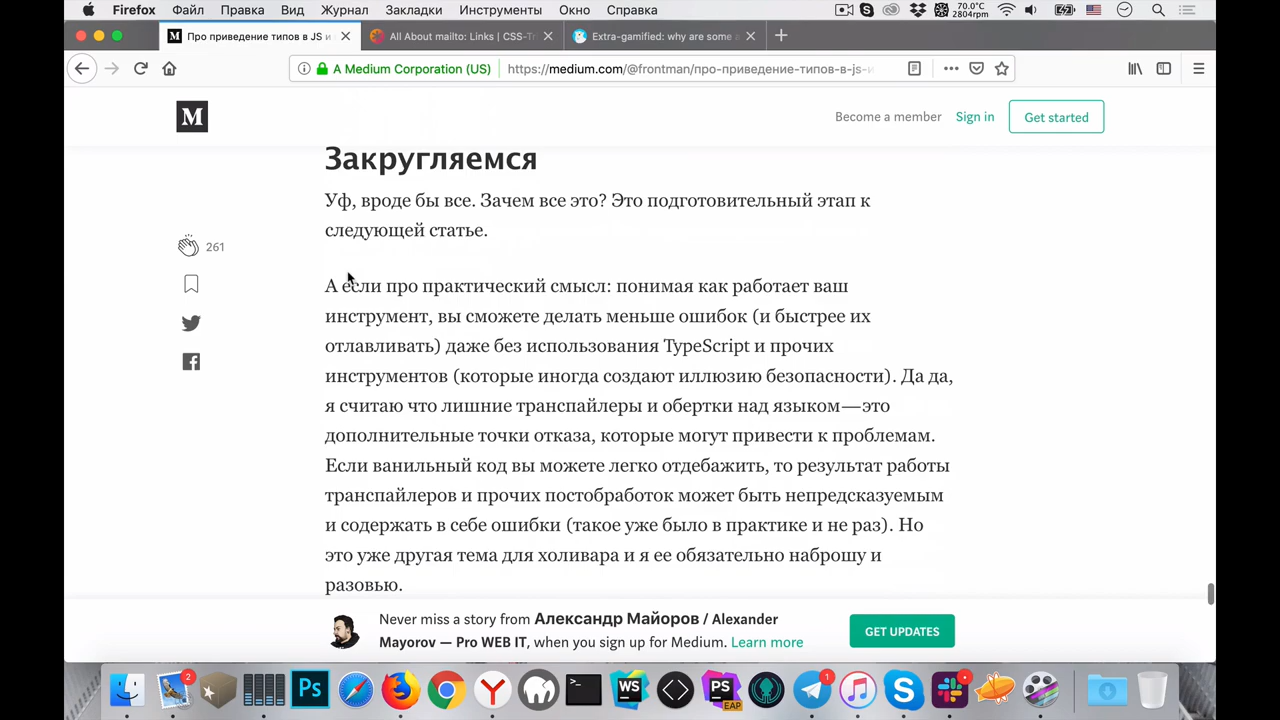 Firefox Файл Правка Вид Журнал Закладки Инструменты Окно Справка 70.0°C 2804rpm
M Про приведение типов в JS и All About mailto: Links | CSS-Tr Extra-gamified: why are some a
A Medium Corporation (US) https://medium.com/@frontman/про-приведение-типов-в-js-и-
M Become a member Sign in Get started
Закругляемся
Уф, вроде бы все. Зачем все это? Это подготовительный этап к
следующей статье.
261
А если про практический смысл: понимая как работает ваш
инструмент, вы сможете делать меньше ошибок (и быстрее их
отлавливать) даже без использования TypeScript и прочих
инструментов (которые иногда создают иллюзию безопасности). Да да,
я считаю что лишние транспайлеры и обертки над языком — это
дополнительные точки отказа, которые могут привести к проблемам.
Если ванильный код вы можете легко отдебажить, то результат работы
транспайлеров и прочих постобработок может быть непредсказуемым
и содержать в себе ошибки (такое уже было в практике и не раз). Но
это уже другая тема для холивара и я ее обязательно наброшу и
разовью.
Never miss a story from Александр Майоров / Alexander
Mayorov — Pro WEB IT, when you sign up for Medium. Learn more
GET UPDATES
2 Ps WS PS EAP 1